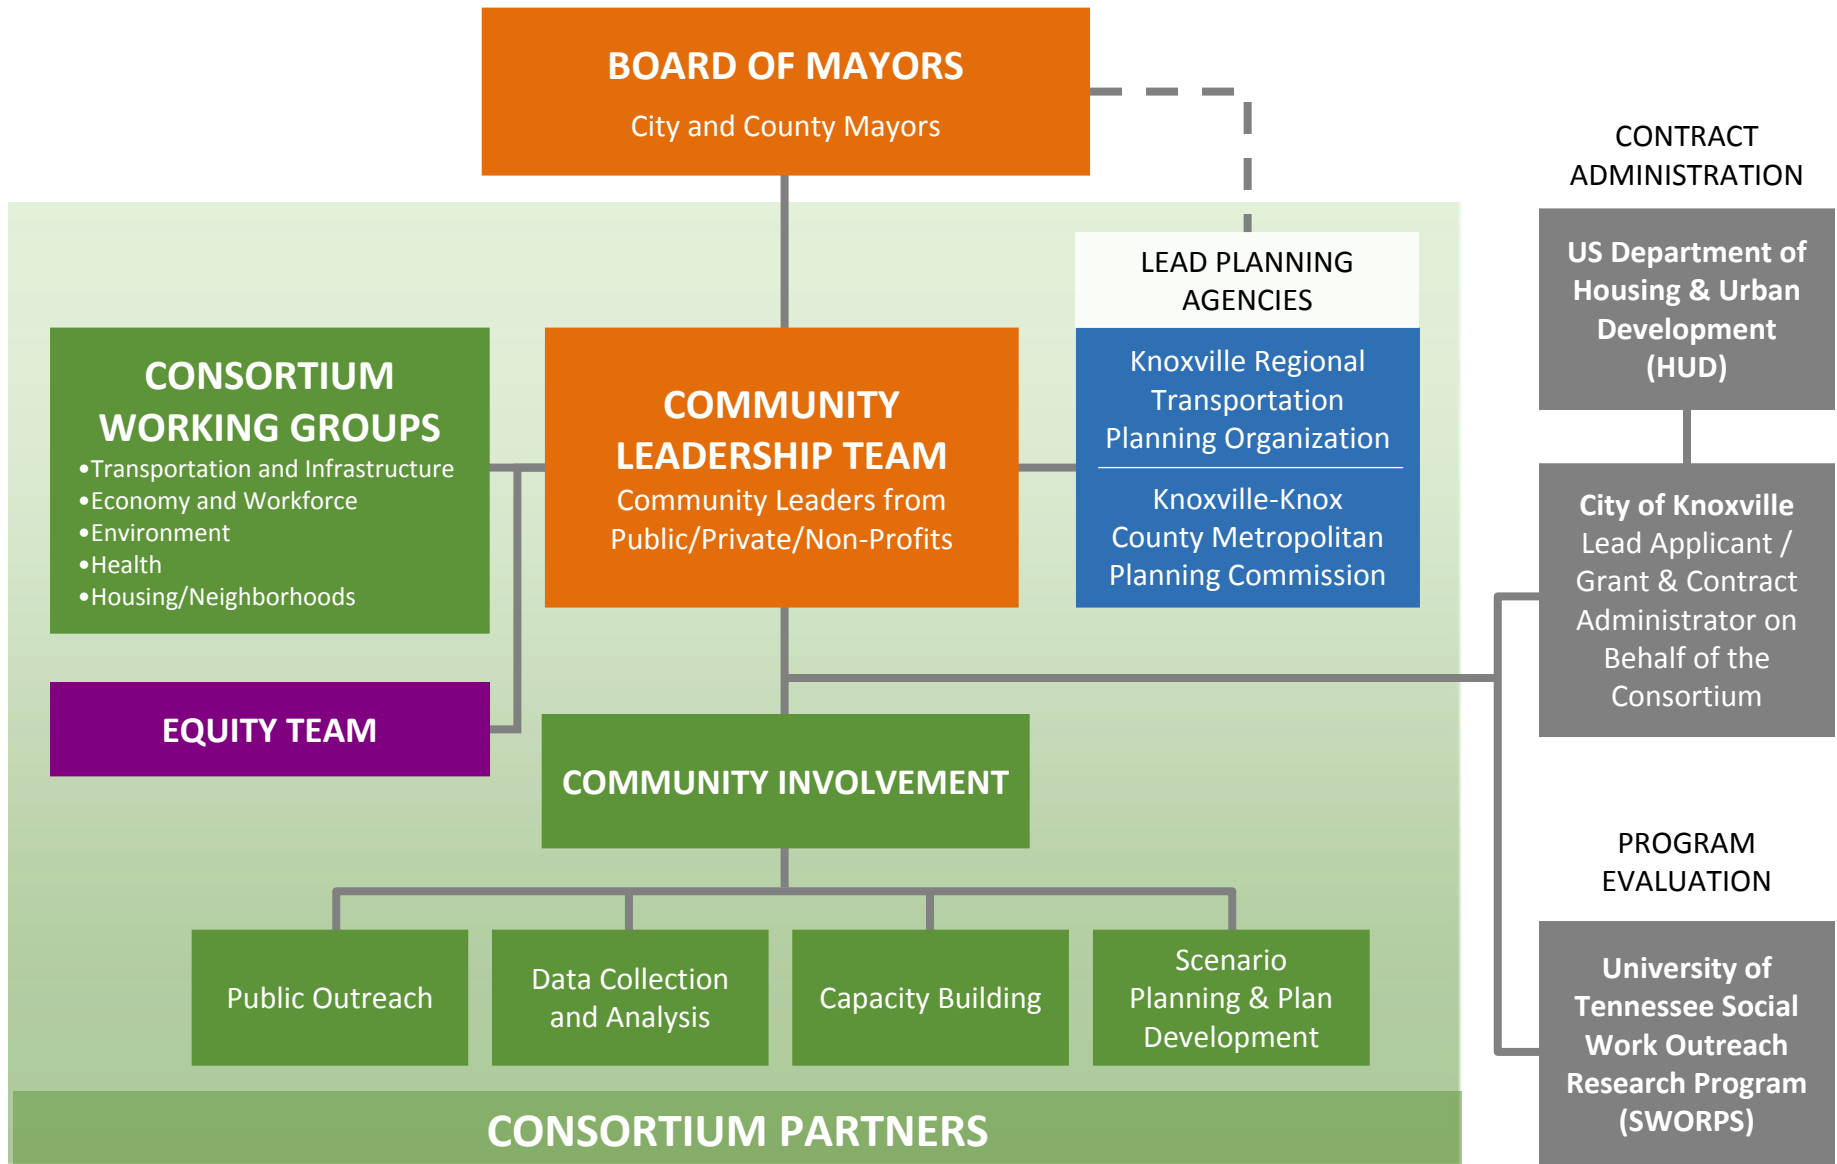 BOARD OF MAYORS
City and County Mayors
CONTRACT
ADMINISTRATION
US Department of
Housing & Urban
Development
(HUD)
LEAD PLANNING
AGENCIES
Knoxville Regional
Transportation
Planning Organization
Knoxville-Knox
County Metropolitan
Planning Commission
CONSORTIUM
WORKING GROUPS
•Transportation and Infrastructure
•Economy and Workforce
•Environment
•Health
•Housing/Neighborhoods
COMMUNITY
LEADERSHIP TEAM
Community Leaders from
Public/Private/Non-Profits
City of Knoxville
Lead Applicant /
Grant & Contract
Administrator on
Behalf of the
Consortium
EQUITY TEAM
COMMUNITY INVOLVEMENT
PROGRAM
EVALUATION
Public Outreach
Data Collection
and Analysis
Capacity Building
Scenario
Planning & Plan
Development
University of
Tennessee Social
Work Outreach
Research Program
(SWORPS)
CONSORTIUM PARTNERS